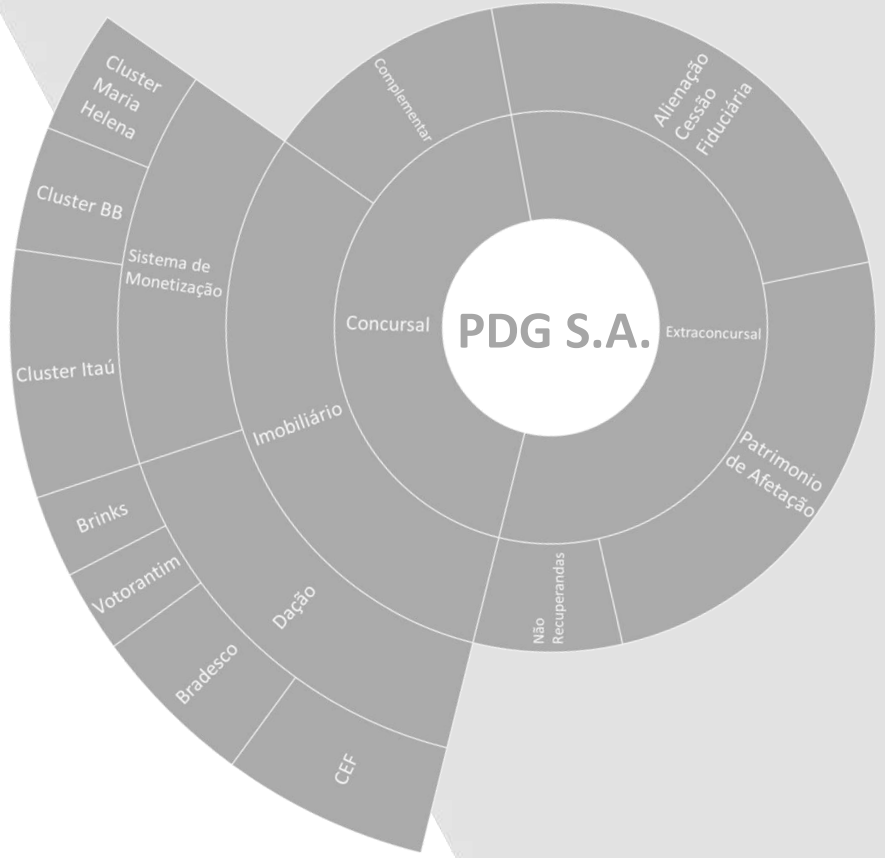 PDG S.A.
Concursal
Extraconcursal
Complementar
Imobiliário
Alienação
Cessão
Fiduciária
Patrimonio
de Afetação
Não
Recuperandas
Sistema de
Monetização
Dação
Cluster
Maria
Helena
Cluster BB
Cluster Itaú
Brinks
Votorantim
Bradesco
CEF